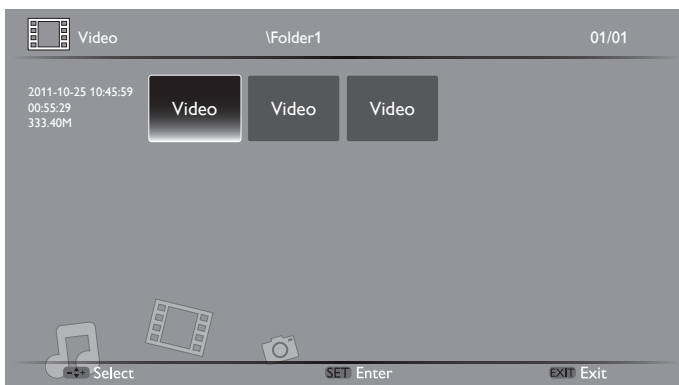 Video \Folder1 01/01
2011-10-25 10:45:59
00:55:29
333.40M
Video Video Video
Select SET Enter EXIT Exit